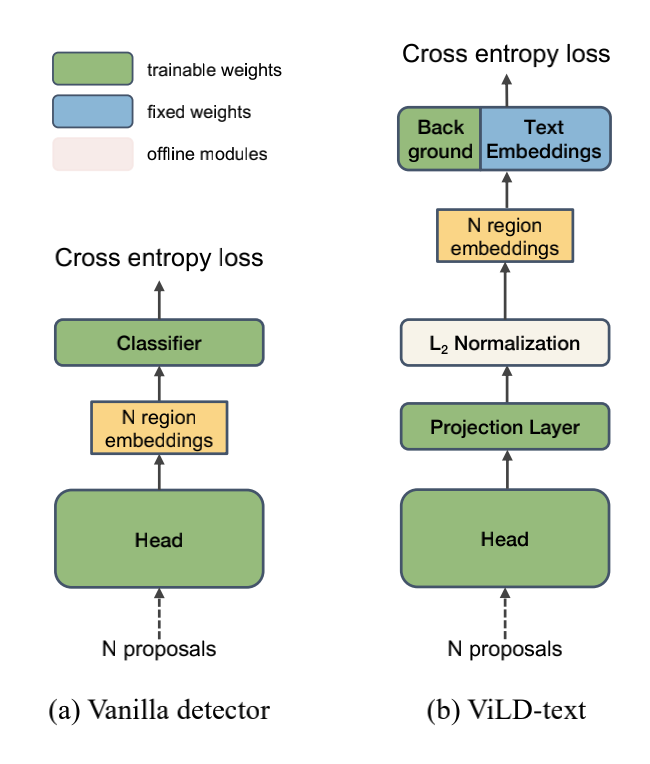 trainable weights
fixed weights
offline modules
Cross entropy loss
Classifier
N region
embeddings
Head
N proposals
(a) Vanilla detector
Cross entropy loss
Back
ground
Text
Embeddings
N region
embeddings
L₂ Normalization
Projection Layer
Head
N proposals
(b) ViLD-text